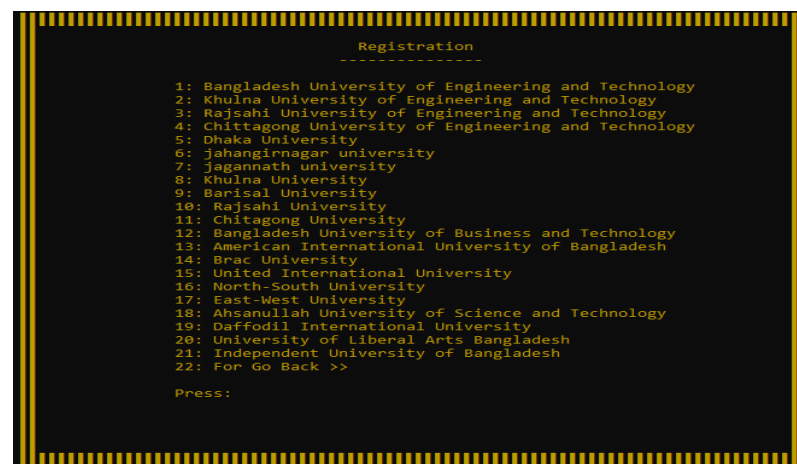 Registration
---------------
1: Bangladesh University of Engineering and Technology
2: Khulna University of Engineering and Technology
3: Rajsahi University of Engineering and Technology
4: Chittagong University of Engineering and Technology
5: Dhaka University
6: jahangirnagar university
7: jagannath university
8: Khulna University
9: Barisal University
10: Rajsahi University
11: Chitagong University
12: Bangladesh University of Business and Technology
13: American International University of Bangladesh
14: Brac University
15: United International University
16: North-South University
17: East-West University
18: Ahsanullah University of Science and Technology
19: Daffodil International University
20: University of Liberal Arts Bangladesh
21: Independent University of Bangladesh
22: For Go Back >>
Press: